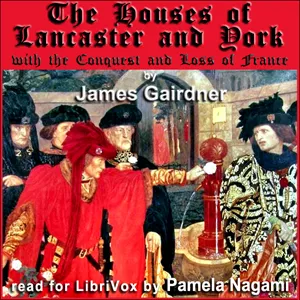 The Houses of
Lancaster and York
with the Conquest and Loss of France
by
James Gairdner
read for LibriVox by Pamela Nagami